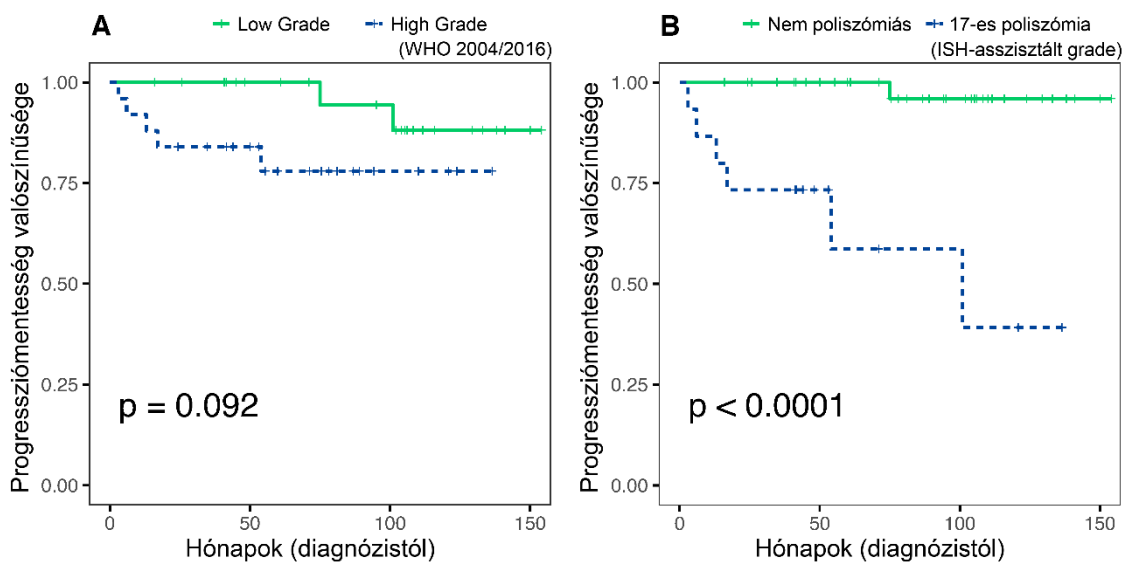 A
Low Grade
High Grade
(WHO 2004/2016)
Progressziómentesség valószínűsége
1.00
0.75
0.50
0.25
0.00
p = 0.092
0
50
100
150
Hónapok (diagnózistól)
B
Nem poliszómiás
17-es poliszómia
(ISH-asszisztált grade)
Progressziómentesség valószínűsége
1.00
0.75
0.50
0.25
0.00
p < 0.0001
0
50
100
150
Hónapok (diagnózistól)